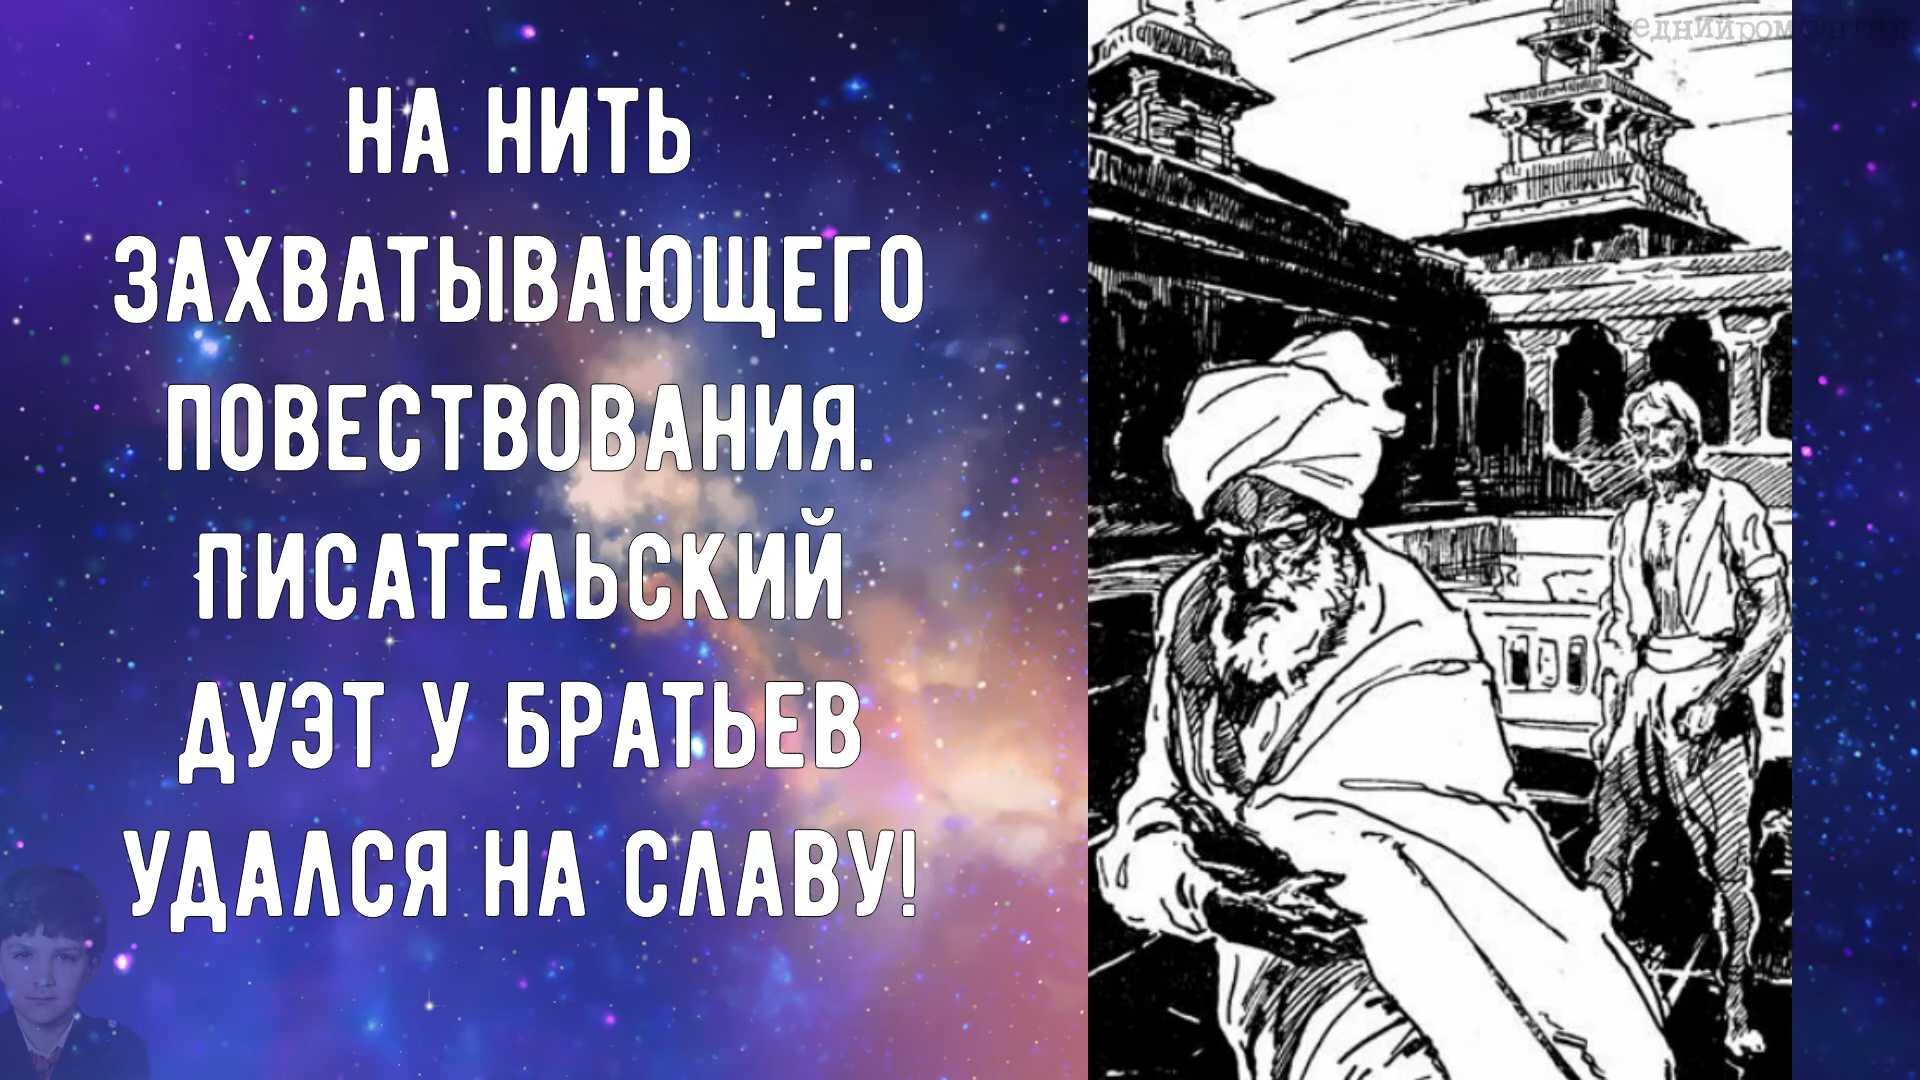 НА НИТЬ
ЗАХВАТЫВАЮЩЕГО
ПОВЕСТВОВАНИЯ.
ПИСАТЕЛЬСКИЙ
ДУЭТ У БРАТЬЕВ
УДАЛСЯ НА СЛАВУ!